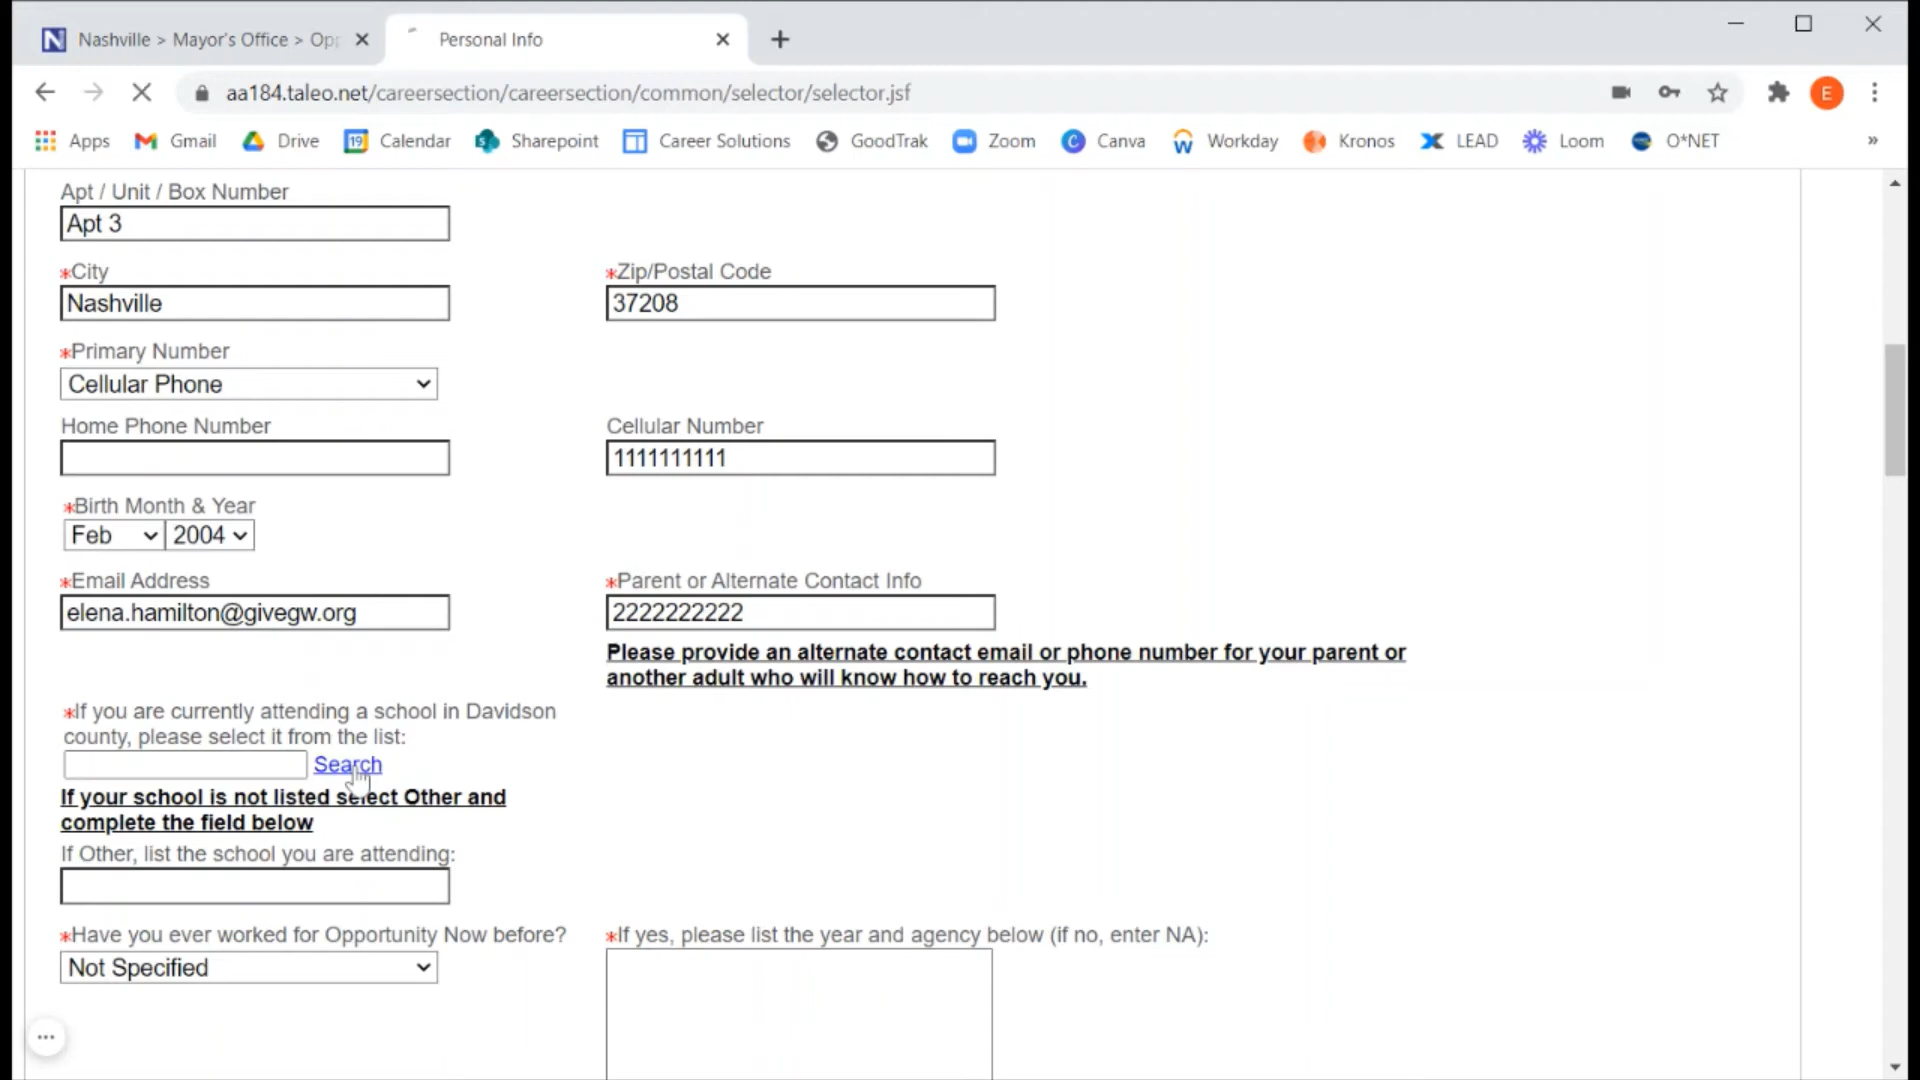 Nashville > Mayor's Office > Opp
Personal Info
aa184.taleo.net/careersection/careersection/common/selector/selector.jsf
E
Apps
Gmail
Drive
19
Calendar
Sharepoint
Career Solutions
GoodTrak
Zoom
Canva
Workday
Kronos
LEAD
Loom
O*NET
»
Apt / Unit / Box Number
Apt 3
*City
*Zip/Postal Code
Nashville
37208
*Primary Number
Cellular Phone
Home Phone Number
Cellular Number
1111111111
*Birth Month & Year
Feb 2004
*Email Address
*Parent or Alternate Contact Info
elena.hamilton@givegw.org
2222222222
Please provide an alternate contact email or phone number for your parent or
another adult who will know how to reach you.
*If you are currently attending a school in Davidson
county, please select it from the list:
Search
If your school is not listed select Other and
complete the field below
If Other, list the school you are attending:
*Have you ever worked for Opportunity Now before?
*If yes, please list the year and agency below (if no, enter NA):
Not Specified